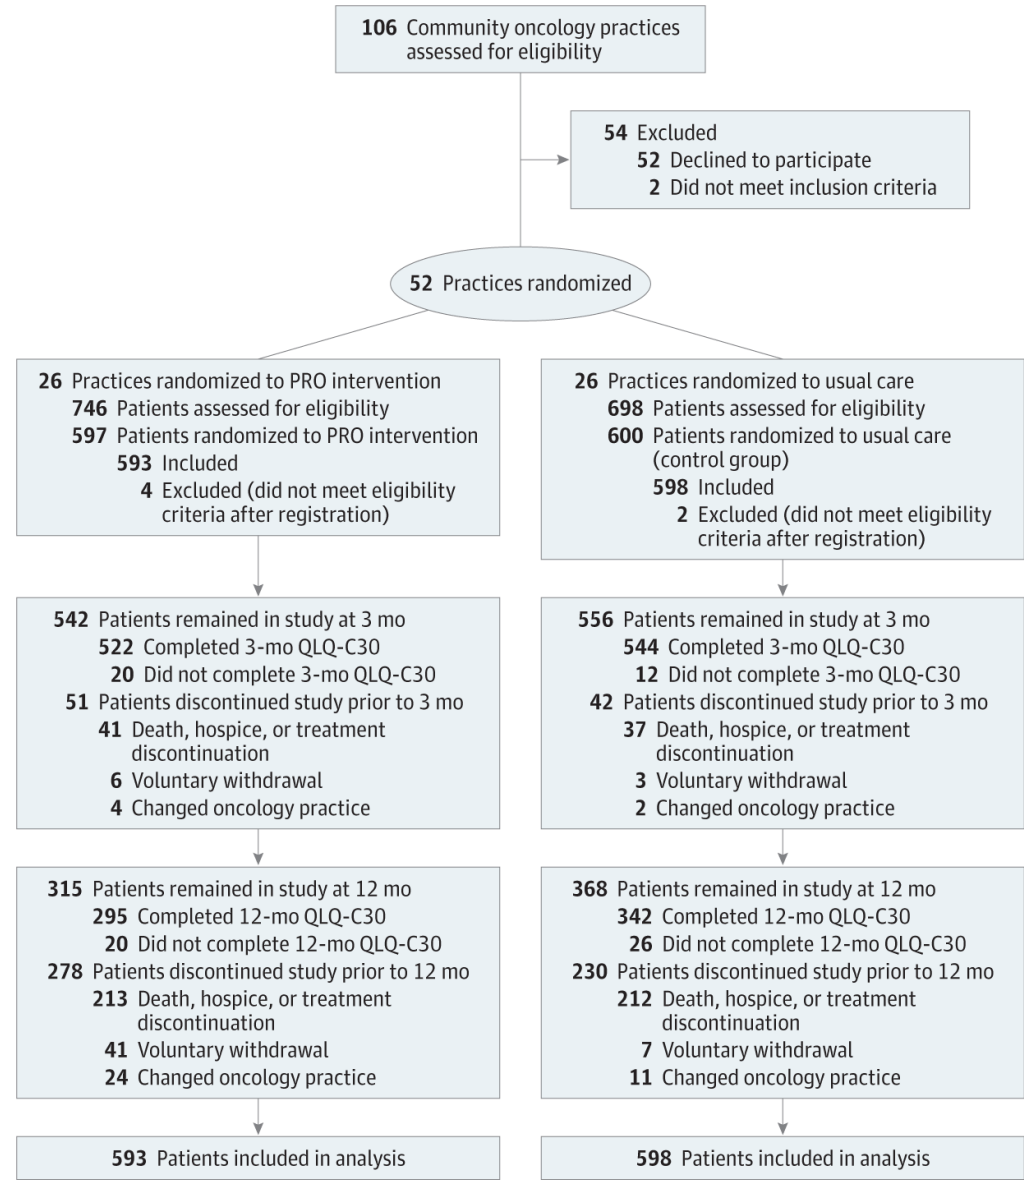 106 Community oncology practices
assessed for eligibility
54 Excluded
52 Declined to participate
2 Did not meet inclusion criteria
52 Practices randomized
26 Practices randomized to PRO intervention
746 Patients assessed for eligibility
597 Patients randomized to PRO intervention
593 Included
4 Excluded (did not meet eligibility
criteria after registration)
26 Practices randomized to usual care
698 Patients assessed for eligibility
600 Patients randomized to usual care
(control group)
598 Included
2 Excluded (did not meet eligibility
criteria after registration)
542 Patients remained in study at 3 mo
522 Completed 3-mo QLQ-C30
20 Did not complete 3-mo QLQ-C30
51 Patients discontinued study prior to 3 mo
41 Death, hospice, or treatment
discontinuation
6 Voluntary withdrawal
4 Changed oncology practice
556 Patients remained in study at 3 mo
544 Completed 3-mo QLQ-C30
12 Did not complete 3-mo QLQ-C30
42 Patients discontinued study prior to 3 mo
37 Death, hospice, or treatment
discontinuation
3 Voluntary withdrawal
2 Changed oncology practice
315 Patients remained in study at 12 mo
295 Completed 12-mo QLQ-C30
20 Did not complete 12-mo QLQ-C30
278 Patients discontinued study prior to 12 mo
213 Death, hospice, or treatment
discontinuation
41 Voluntary withdrawal
24 Changed oncology practice
368 Patients remained in study at 12 mo
342 Completed 12-mo QLQ-C30
26 Did not complete 12-mo QLQ-C30
230 Patients discontinued study prior to 12 mo
212 Death, hospice, or treatment
discontinuation
7 Voluntary withdrawal
11 Changed oncology practice
593 Patients included in analysis
598 Patients included in analysis